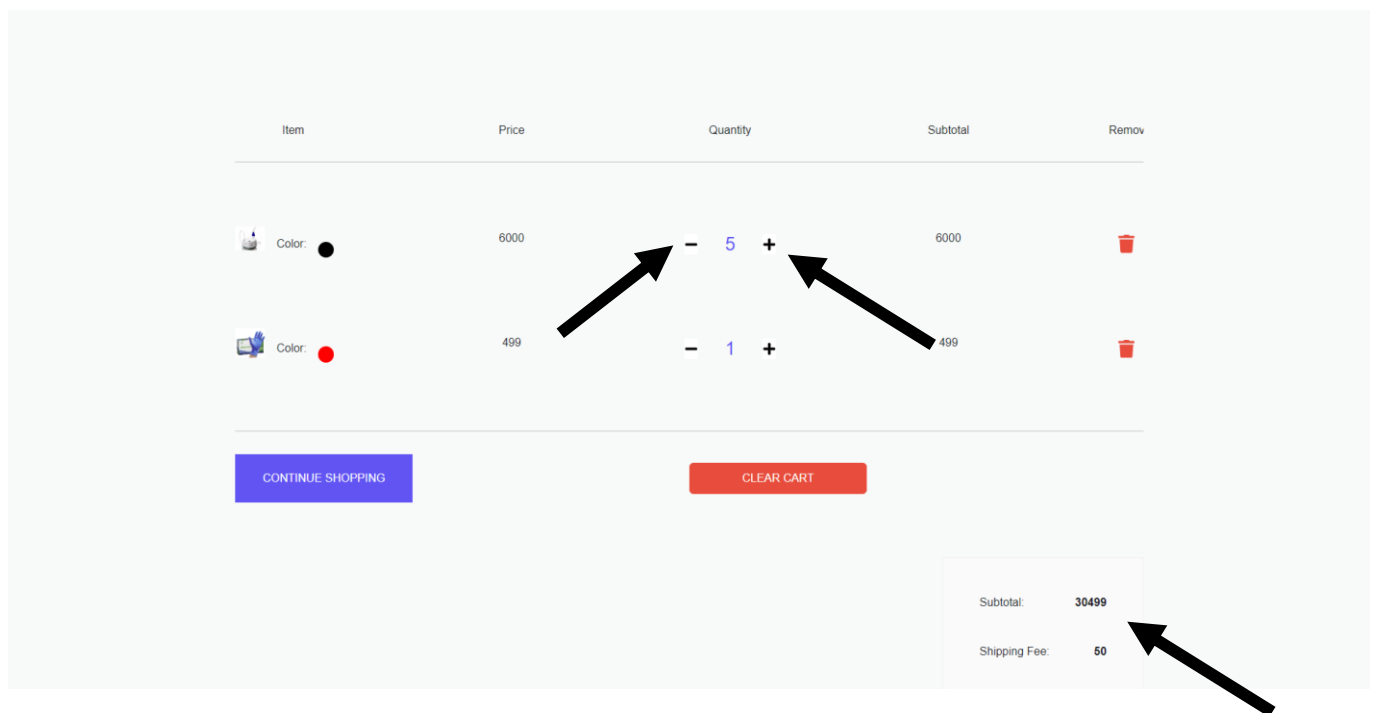 Item Price Quantity Subtotal Remov
Color: 6000 - 5 + 6000
Color: 499 - 1 + 499
CONTINUE SHOPPING CLEAR CART
Subtotal: 30499
Shipping Fee: 50